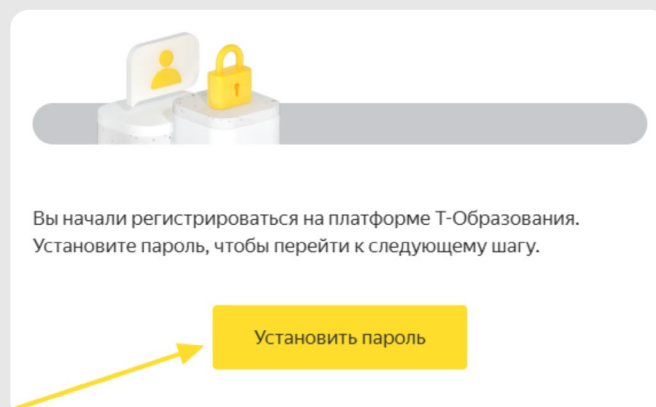 Вы начали регистрироваться на платформе Т-Образования.
Установите пароль, чтобы перейти к следующему шагу.
Установить пароль